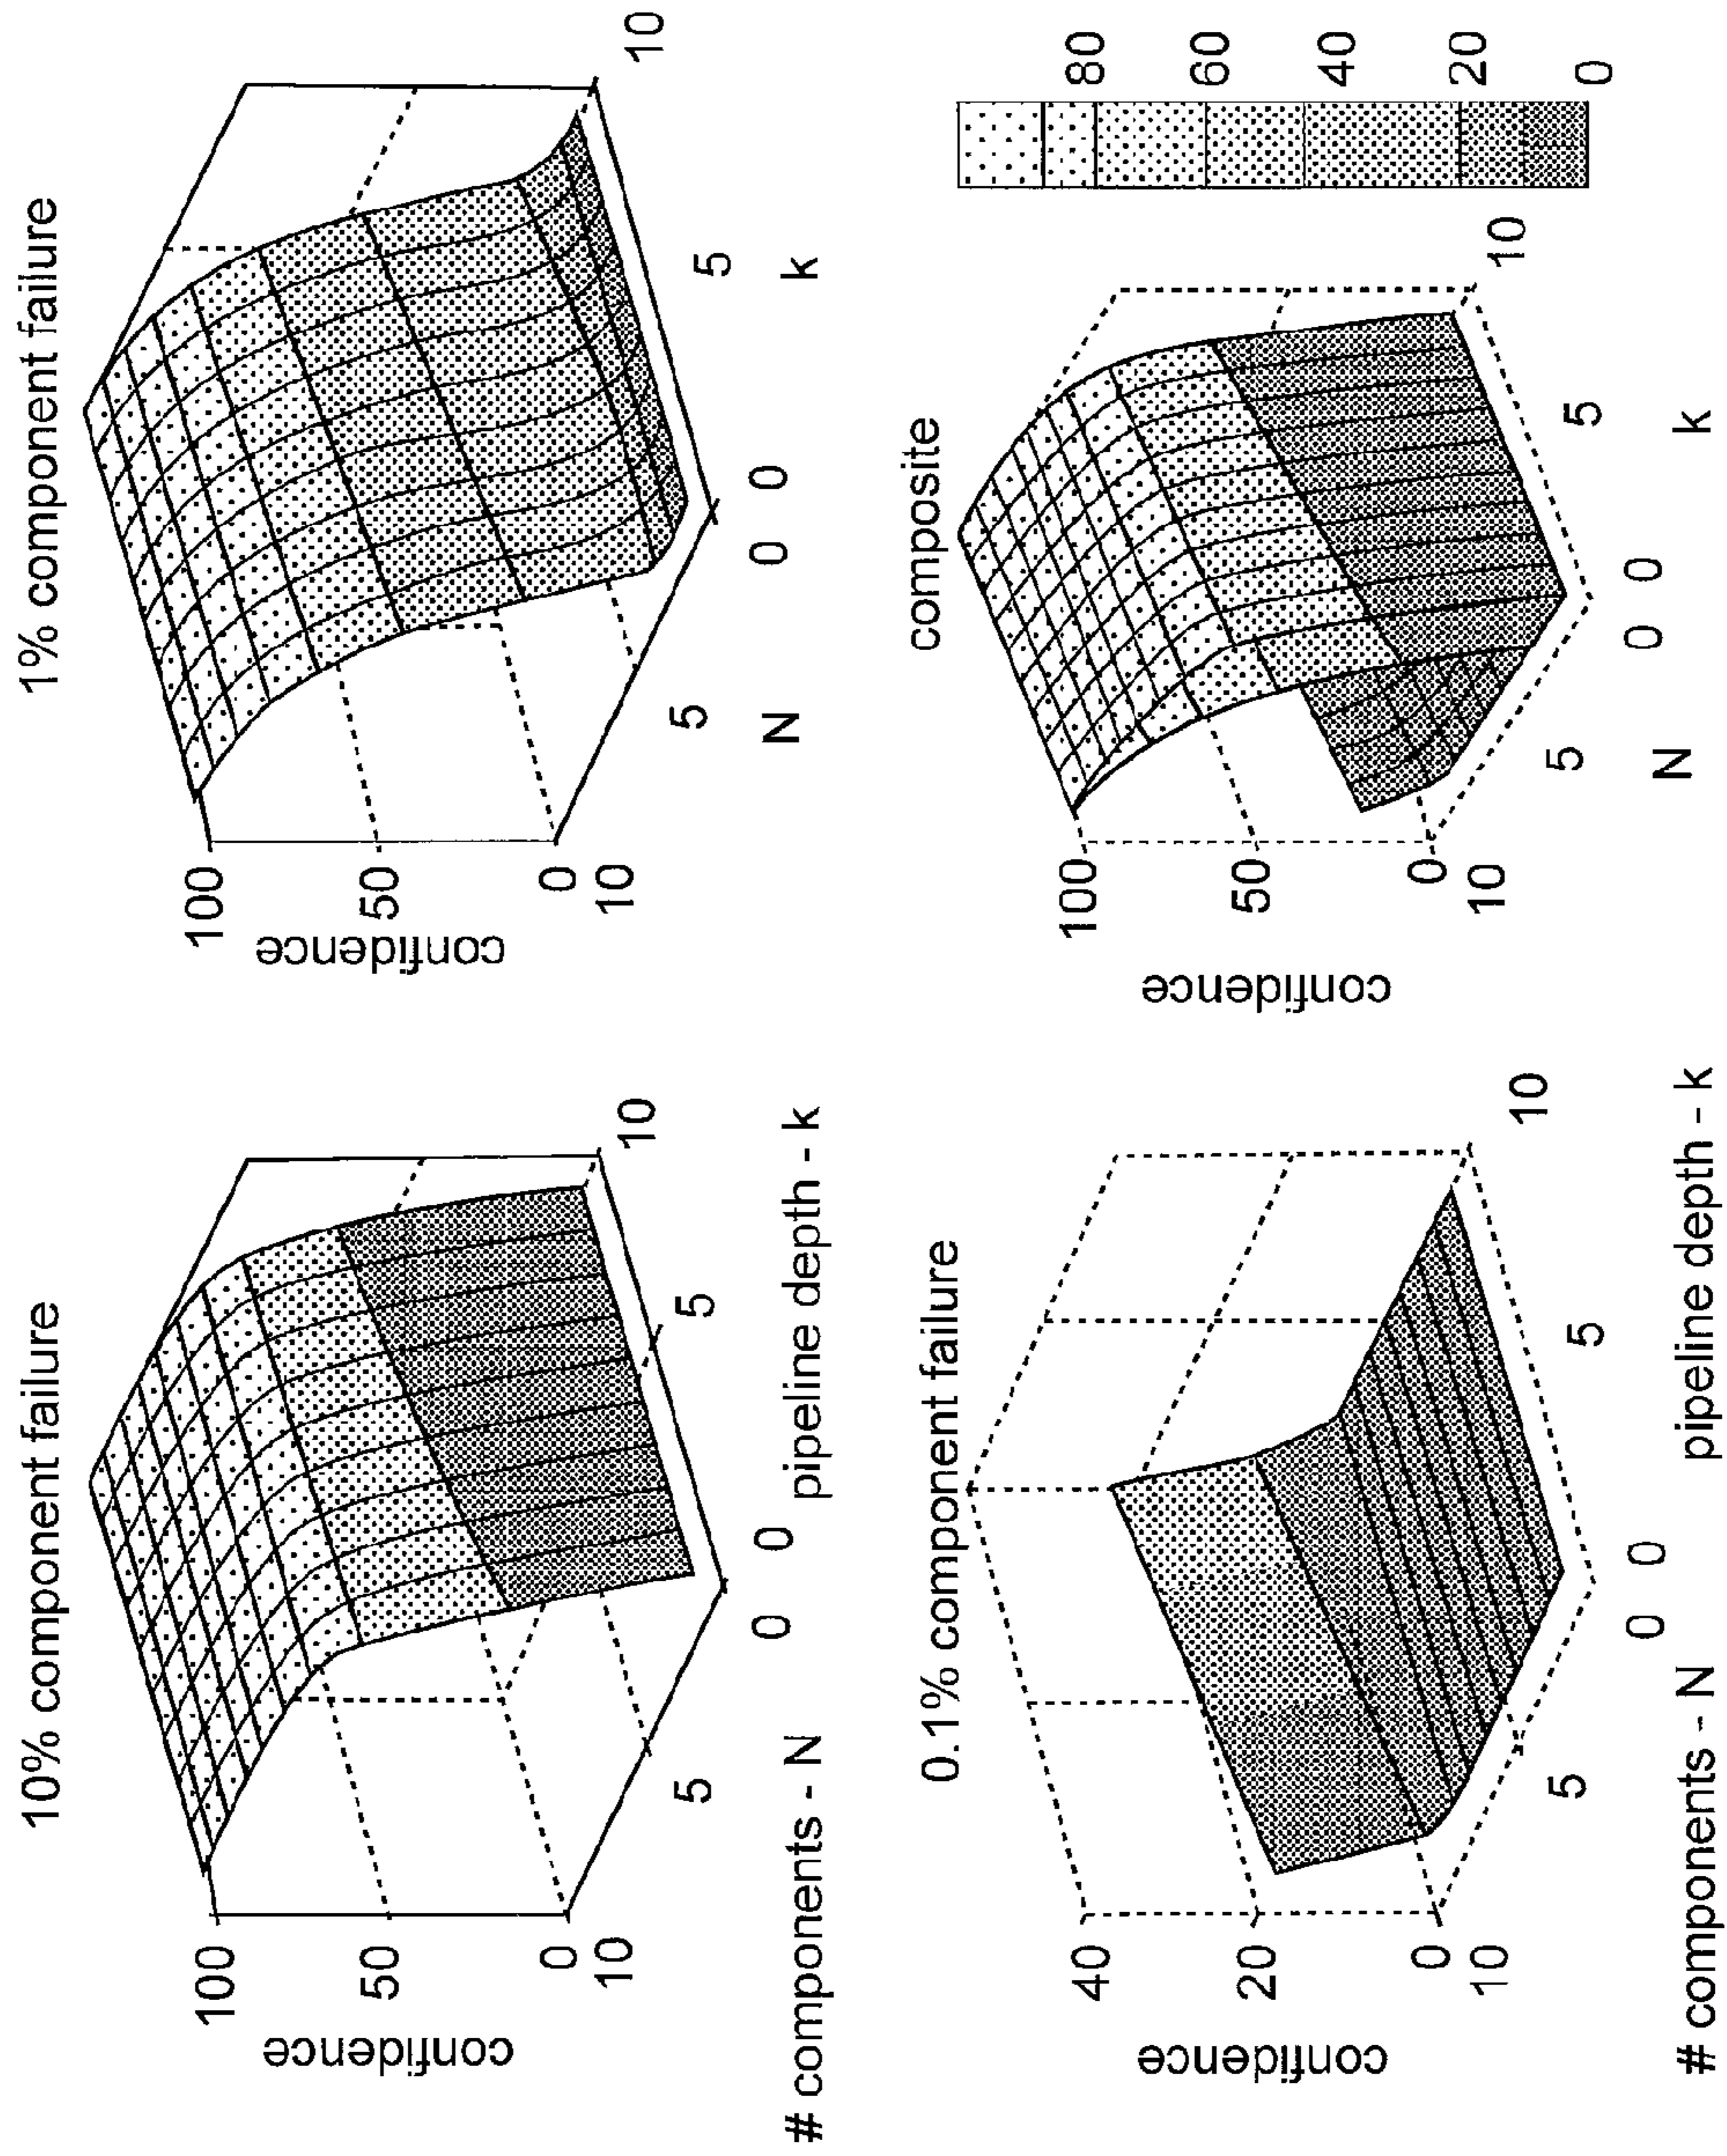 10% component failure
confidence
100
50
0
10
5
0
0
5
10
# components - N
pipeline depth - k
1% component failure
confidence
100
50
0
10
5
0
0
5
10
N
k
0.1% component failure
confidence
40
20
0
10
5
0
0
5
10
# components - N
pipeline depth - k
composite
confidence
100
50
0
10
5
0
0
5
10
N
k
80
60
40
20
0